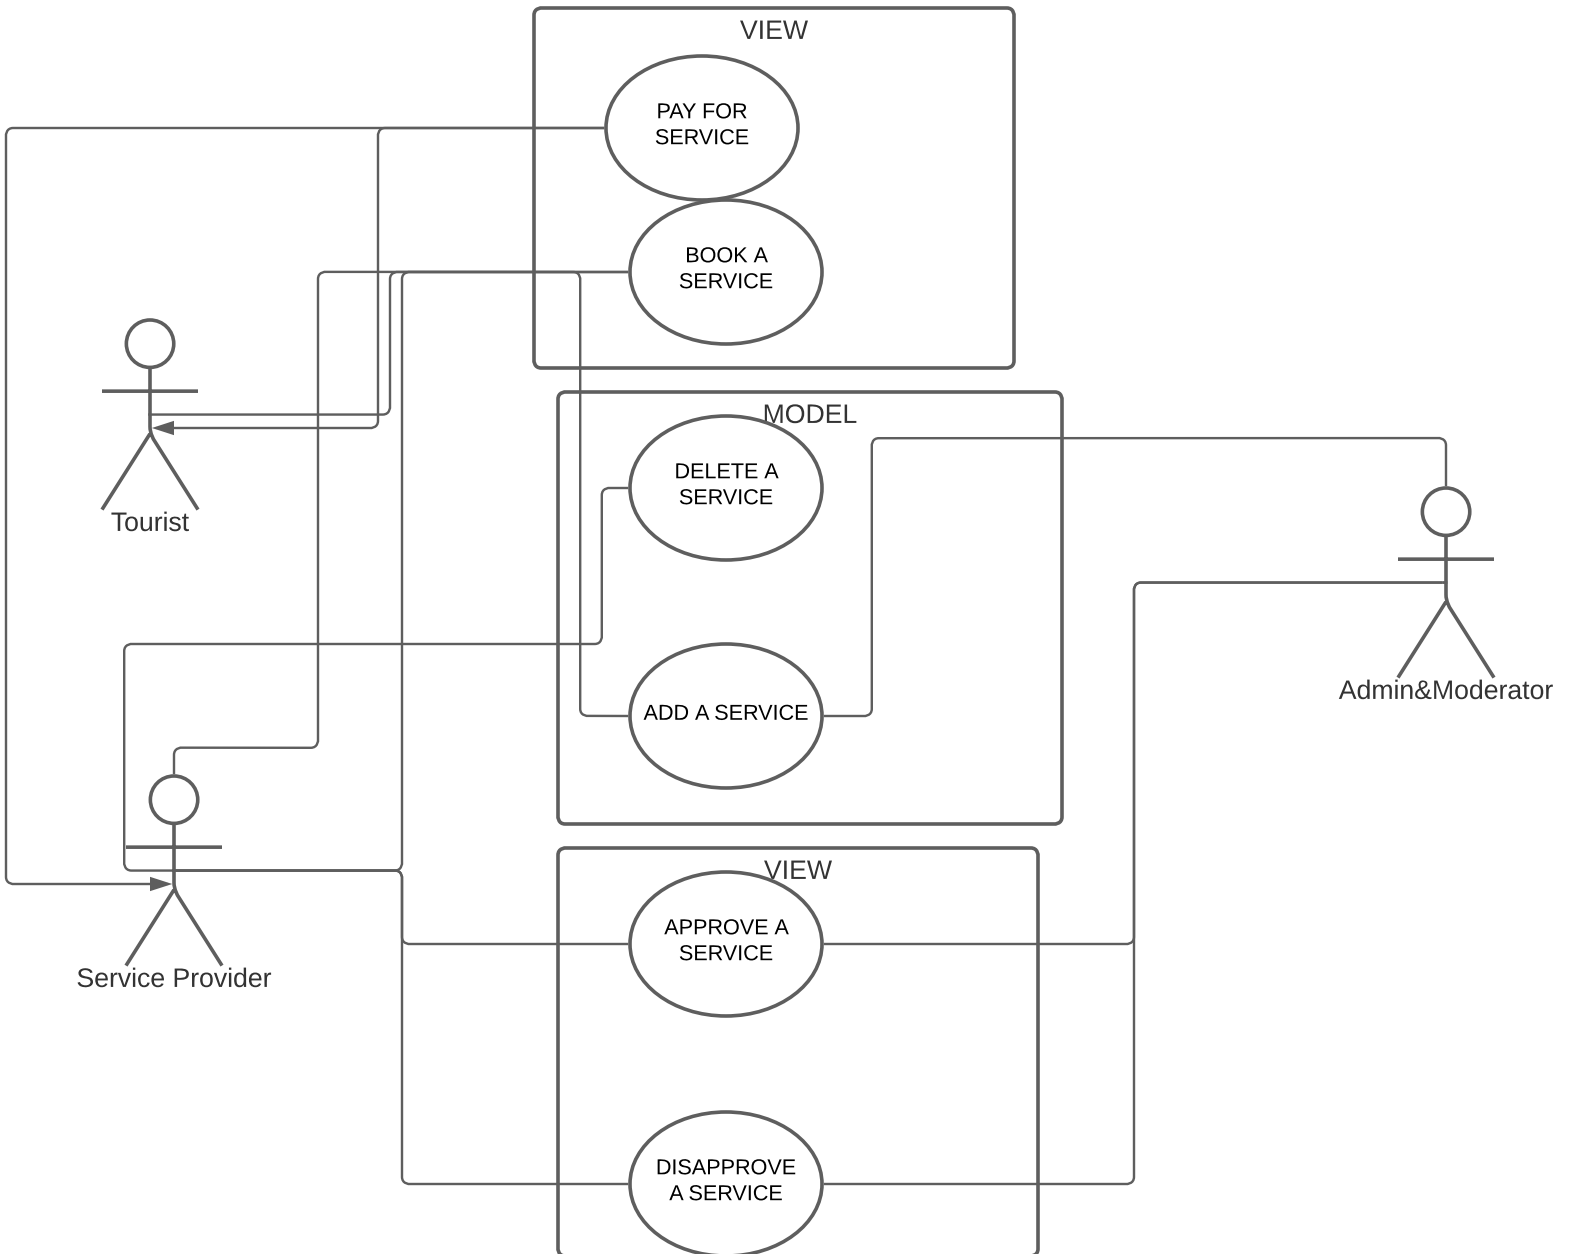 VIEW
PAY FOR
SERVICE
BOOK A
SERVICE
Tourist
MODEL
DELETE A
SERVICE
ADD A SERVICE
Admin&Moderator
Service Provider
VIEW
APPROVE A
SERVICE
DISAPPROVE
A SERVICE